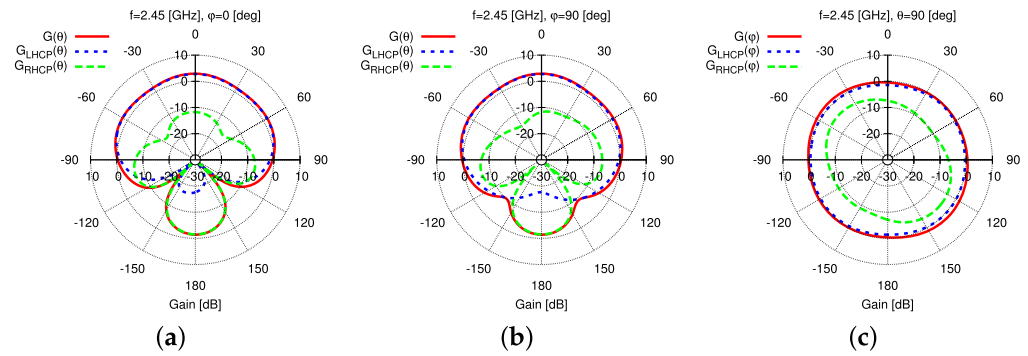 f=2.45 [GHz], φ=0 [deg]
G(θ)
G_LHCP(θ)
G_RHCP(θ)
0
-30 30
-60 60
-90 90
-120 120
-150 150
180
10
0
-10
-20
10 0 -10 -20 -30 -20 -10 0 10
Gain [dB]
(a)
f=2.45 [GHz], φ=90 [deg]
G(θ)
G_LHCP(θ)
G_RHCP(θ)
0
-30 30
-60 60
-90 90
-120 120
-150 150
180
10
0
-10
-20
10 0 -10 -20 -30 -20 -10 0 10
Gain [dB]
(b)
f=2.45 [GHz], θ=90 [deg]
G(φ)
G_LHCP(φ)
G_RHCP(φ)
0
-30 30
-60 60
-90 90
-120 120
-150 150
180
10
0
-10
-20
10 0 -10 -20 -30 -20 -10 0 10
Gain [dB]
(c)